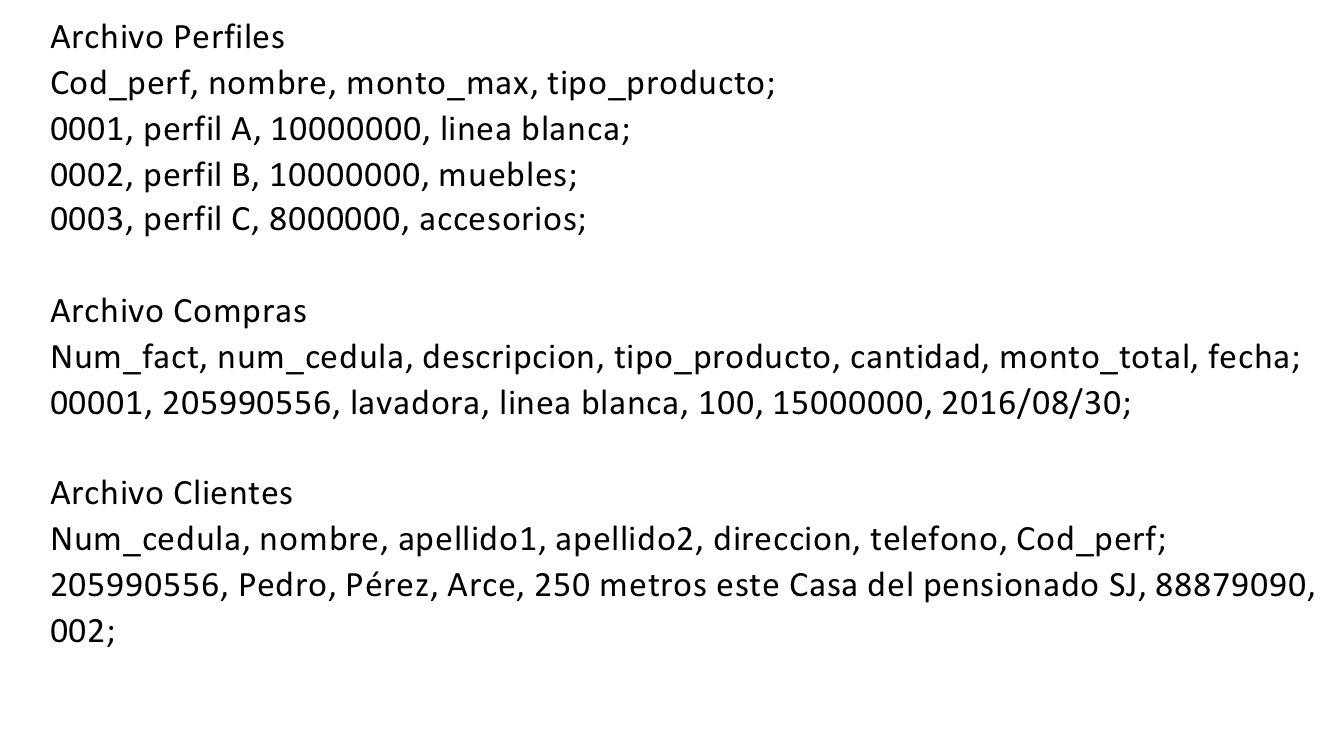 Archivo Perfiles
Cod_perf, nombre, monto_max, tipo_producto;
0001, perfil A, 10000000, linea blanca;
0002, perfil B, 10000000, muebles;
0003, perfil C, 8000000, accesorios;
Archivo Compras
Num_fact, num_cedula, descripcion, tipo_producto, cantidad, monto_total, fecha;
00001, 205990556, lavadora, linea blanca, 100, 15000000, 2016/08/30;
Archivo Clientes
Num_cedula, nombre, apellido1, apellido2, direccion, telefono, Cod_perf;
205990556, Pedro, Pérez, Arce, 250 metros este Casa del pensionado SJ, 88879090,
002;